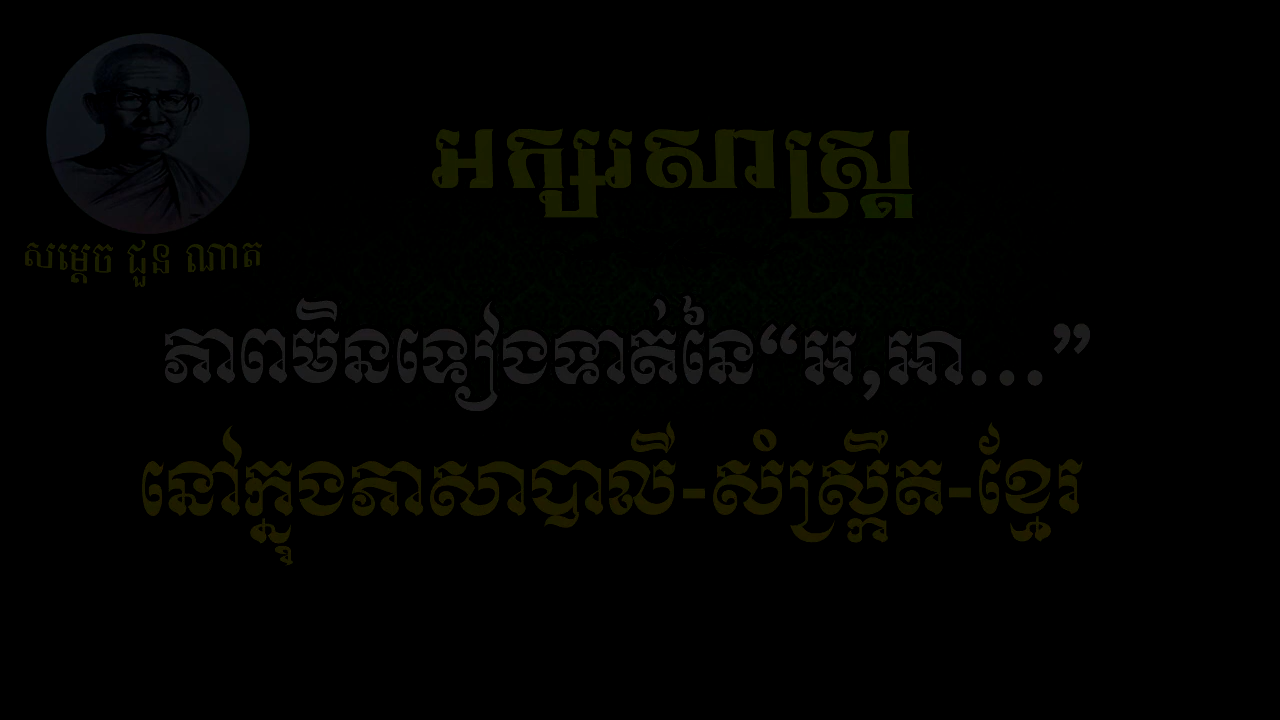 អក្សរសាស្ត្រ
សម្តេច ជួន ណាត
ភាពមិនទៀងទាត់នៃ“អ,អា...”
នៅក្នុងភាសាបាលី-សំស្រ្កឹត-ខ្មែរ